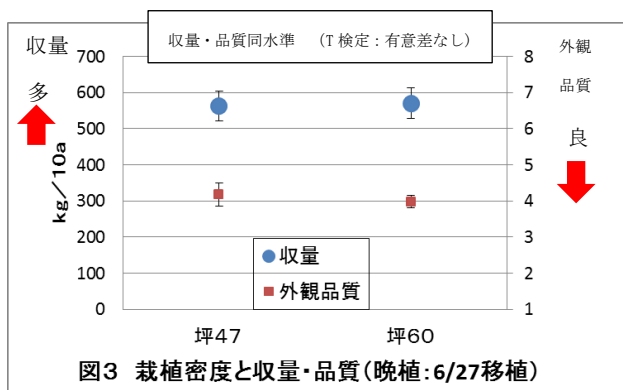 収量・品質同水準 （T検定：有意差なし）
収量
多
kg／10a
700
600
500
400
300
200
100
0
外観
品質
良
8
7
6
5
4
3
2
1
収量
外観品質
坪47
坪60
図3 栽植密度と収量・品質(晩植:6/27移植)